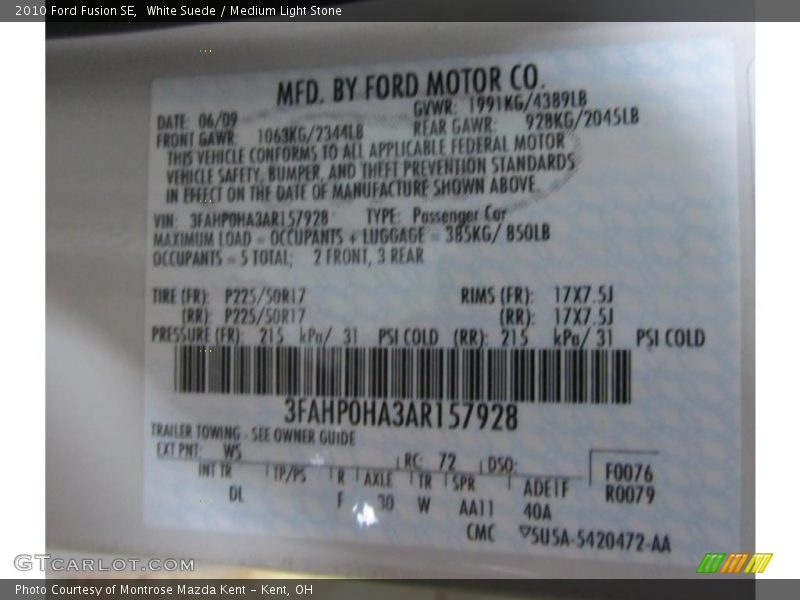 2010 Ford Fusion SE,  White Suede / Medium Light Stone
MFD. BY FORD MOTOR CO.
DATE: 06/09 GVWR: 1991KG/4389LB
FRONT GAWR: 1063KG/2344LB REAR GAWR: 928KG/2045LB
THIS VEHICLE CONFORMS TO ALL APPLICABLE FEDERAL MOTOR
VEHICLE SAFETY, BUMPER, AND THEFT PREVENTION STANDARDS
IN EFFECT ON THE DATE OF MANUFACTURE SHOWN ABOVE.
VIN: 3FAHP0HA3AR157928 TYPE: Passenger Car
MAXIMUM LOAD = OCCUPANTS + LUGGAGE = 385KG/ 850LB
OCCUPANTS = 5 TOTAL; 2 FRONT, 3 REAR
TIRE (FR): P225/50R17 RIMS (FR): 17X7.5J
(RR): P225/50R17 (RR): 17X7.5J
PRESSURE (FR): 215 kPa/ 31 PSI COLD (RR): 215 kPa/ 31 PSI COLD
3FAHP0HA3AR157928
TRAILER TOWING - SEE OWNER GUIDE
EXT PNT: WS RC: 72 DSO: F0076
INT TR TP/PS R AXLE TR SPR ADEIF R0079
DL F 30 W AA11 40A
CMC 5U5A-5420472-AA
GTCARLOT.COM
Photo Courtesy of Montrose Mazda Kent - Kent, OH